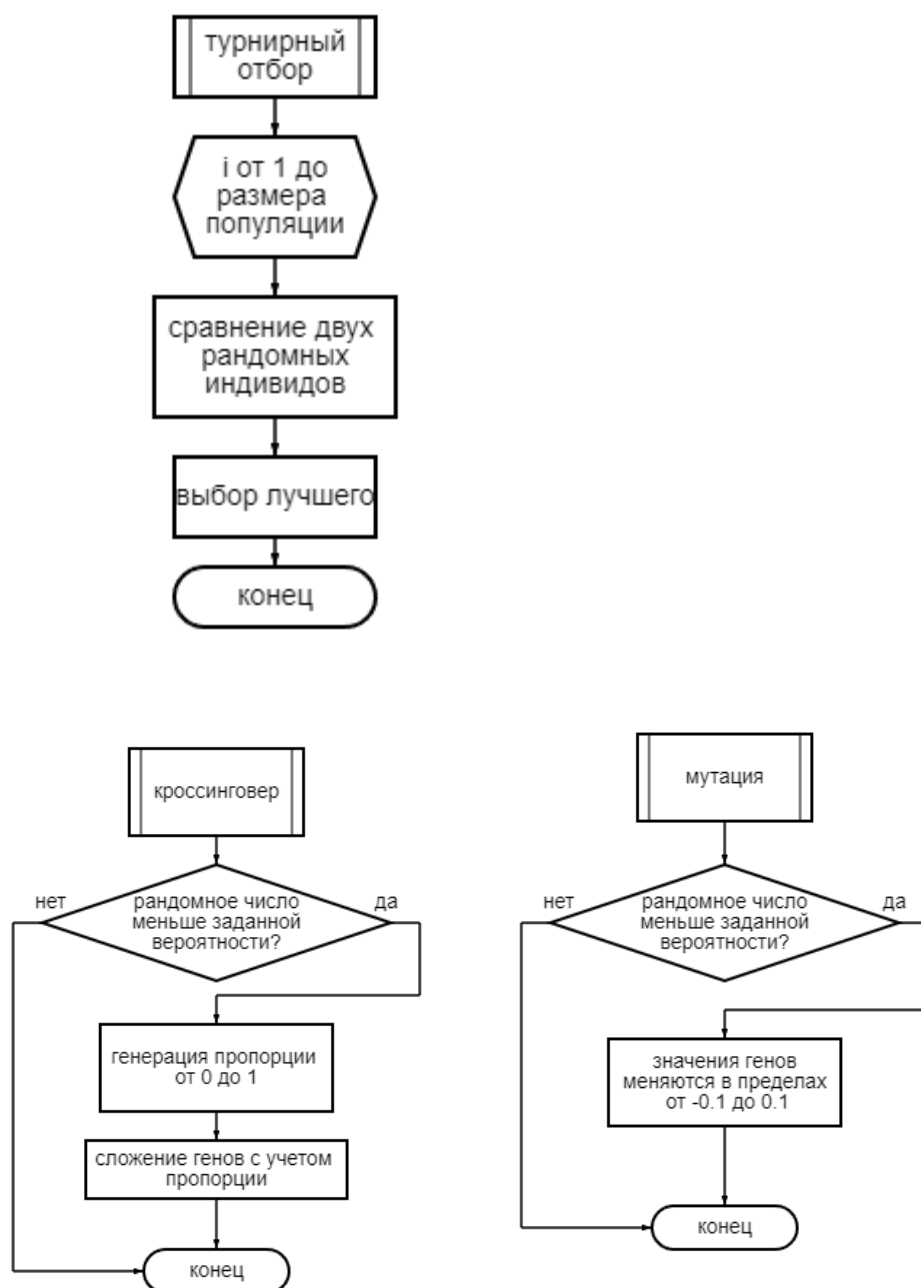 турнирный
отбор
i от 1 до
размера
популяции
сравнение двух
рандомных
индивидов
выбор лучшего
конец
кроссинговер
нет
рандомное число
меньше заданной
вероятности?
да
генерация пропорции
от 0 до 1
сложение генов с учетом
пропорции
конец
мутация
нет
рандомное число
меньше заданной
вероятности?
да
значения генов
меняются в пределах
от -0.1 до 0.1
конец